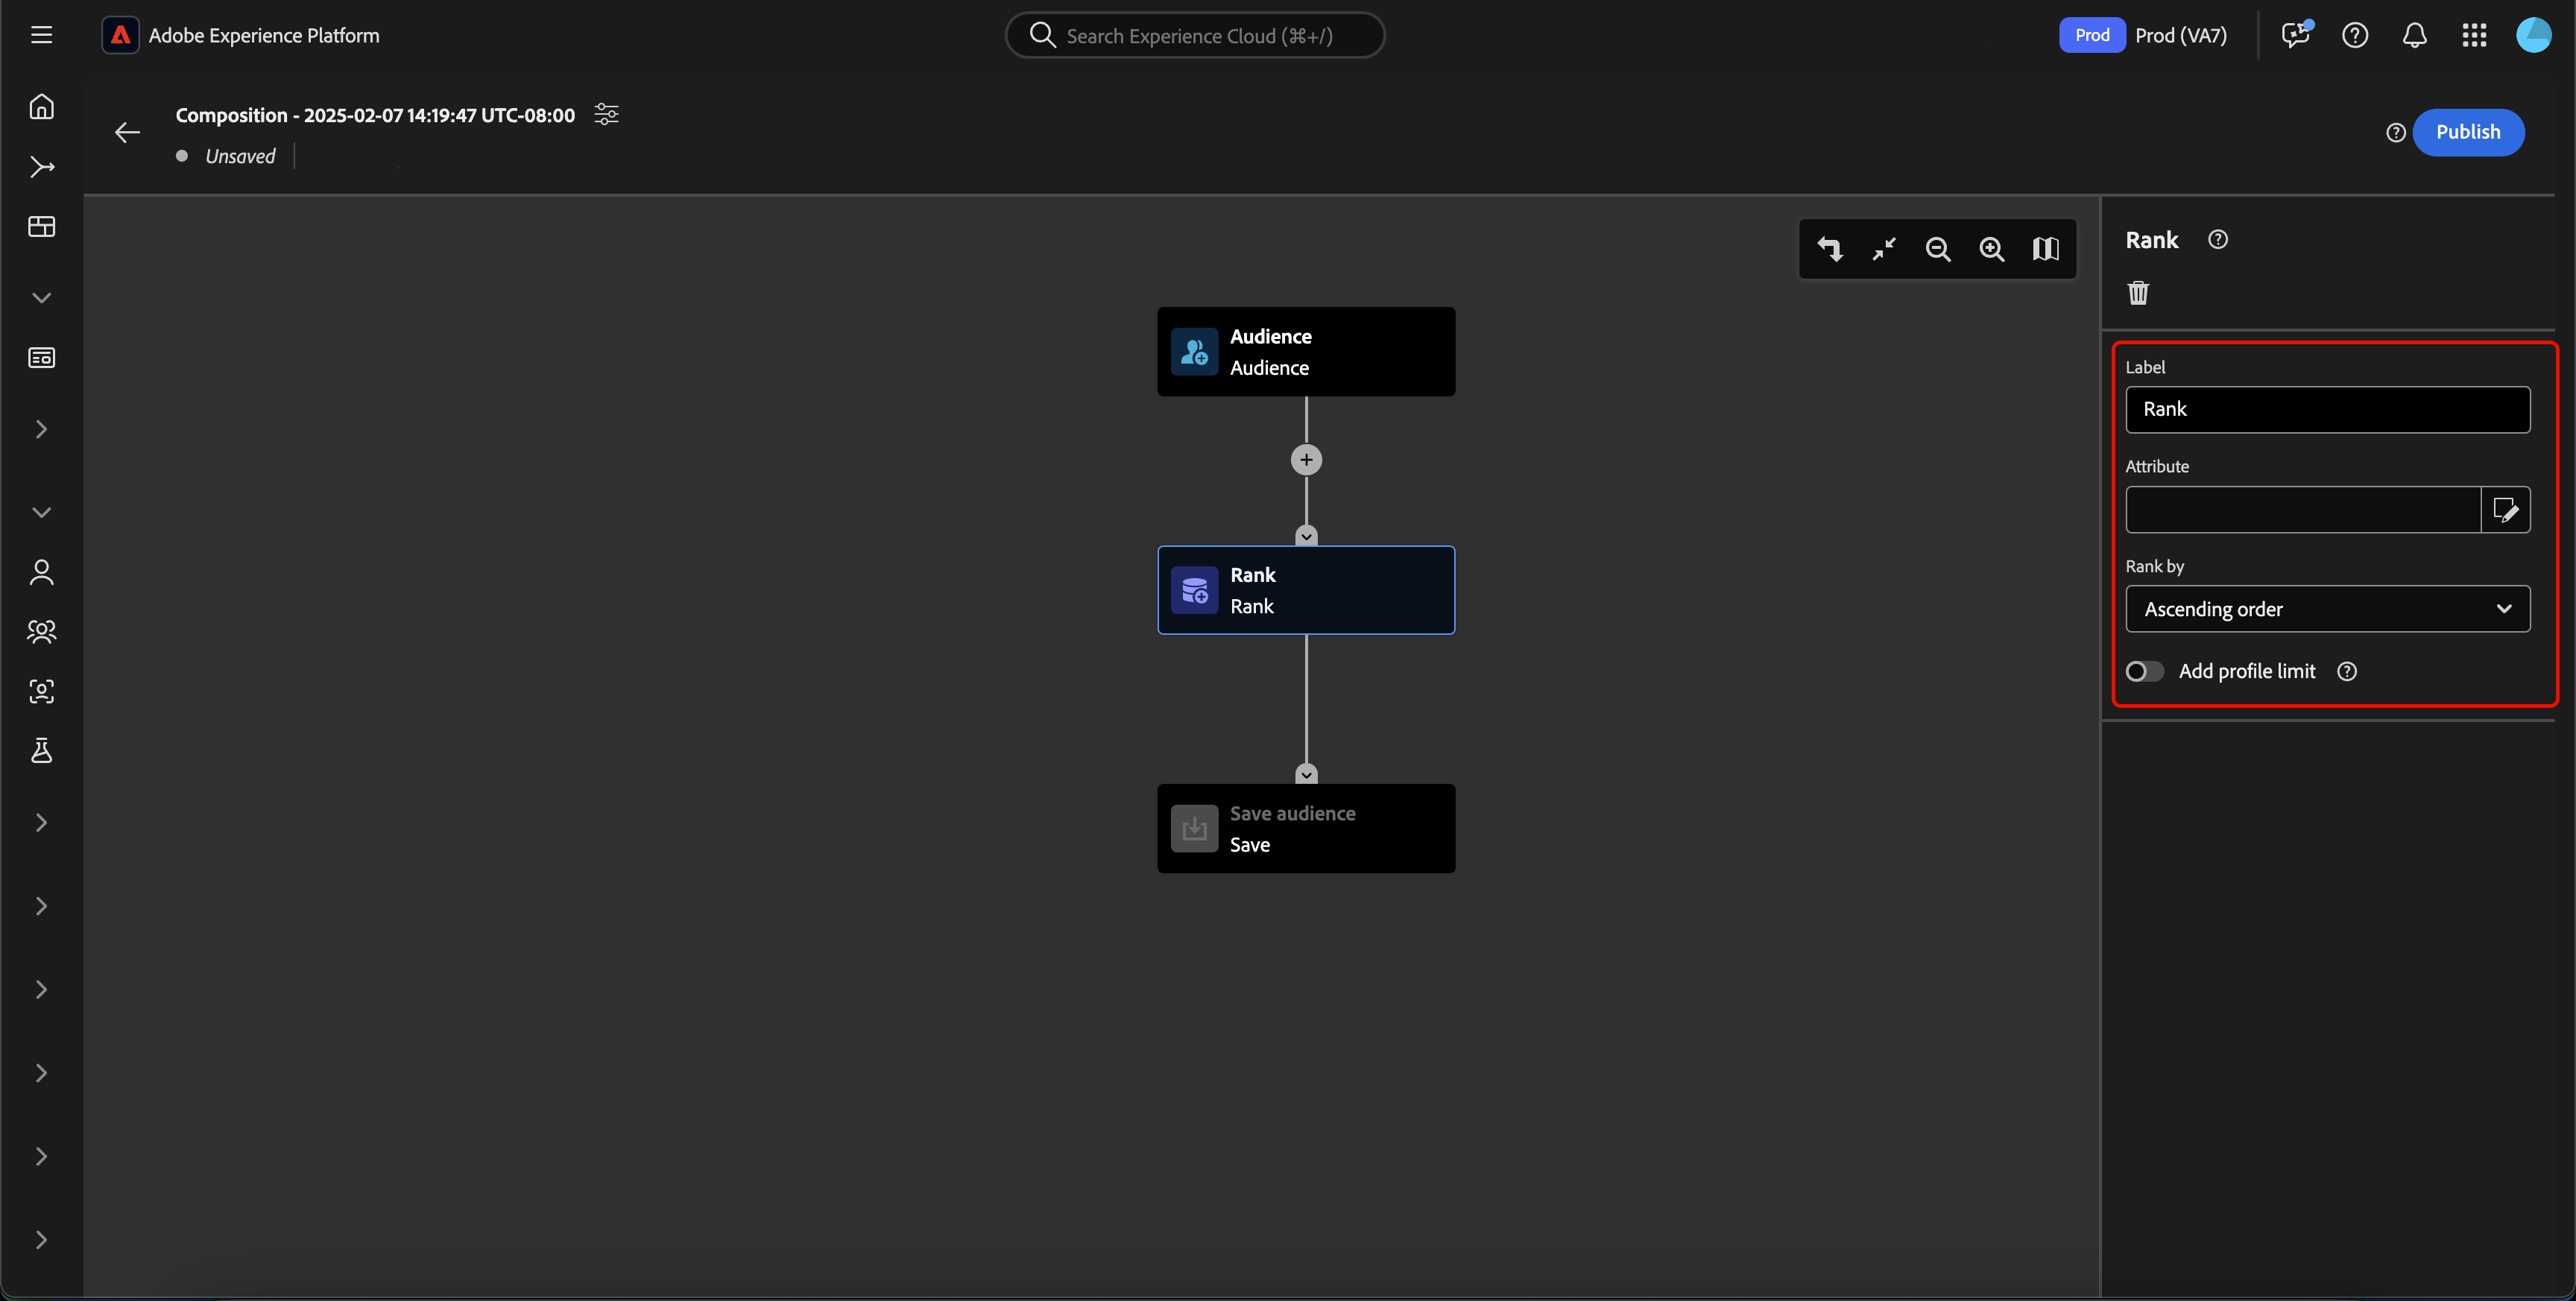 Adobe Experience Platform
Search Experience Cloud (⌘+/)
Prod
Prod (VA7)
Composition - 2025-02-07 14:19:47 UTC-08:00
Unsaved
Publish
Audience
Audience
Rank
Rank
Save audience
Save
Rank
Label
Rank
Attribute
Rank by
Ascending order
Add profile limit